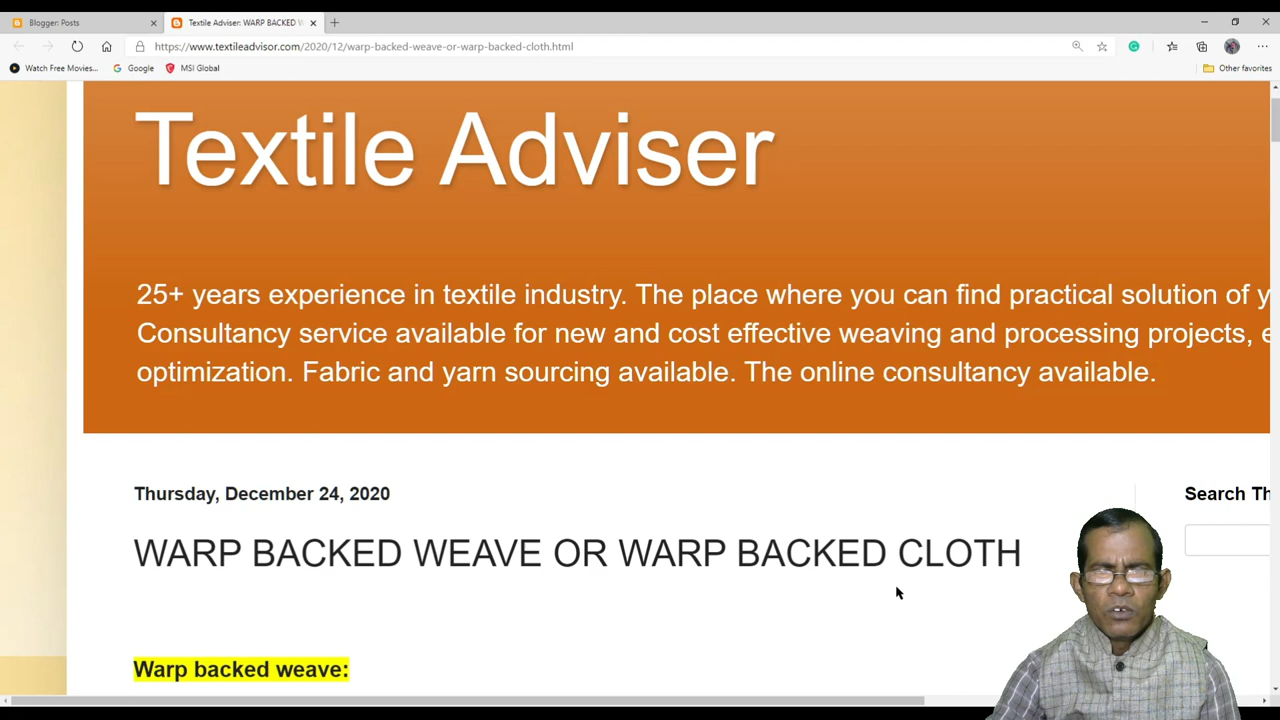 Blogger: Posts
Textile Adviser: WARP BACKED W
https://www.textileadvisor.com/2020/12/warp-backed-weave-or-warp-backed-cloth.html
Watch Free Movies...
Google
MSI Global
Other favorites
Textile Adviser
25+ years experience in textile industry. The place where you can find practical solution of y
Consultancy service available for new and cost effective weaving and processing projects, e
optimization. Fabric and yarn sourcing available. The online consultancy available.
Thursday, December 24, 2020
Search Th
WARP BACKED WEAVE OR WARP BACKED CLOTH
Warp backed weave: